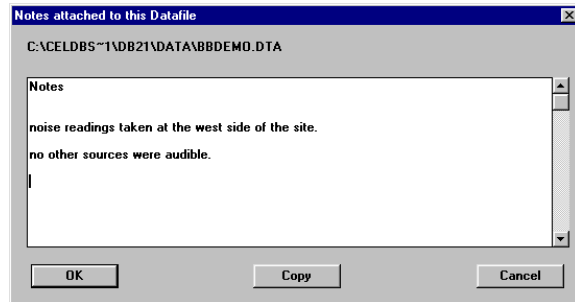 Notes attached to this Datafile
C:\CELDBS~1\DB21\DATA\BBDEMO.DTA
Notes
noise readings taken at the west side of the site.
no other sources were audible.
OK
Copy
Cancel